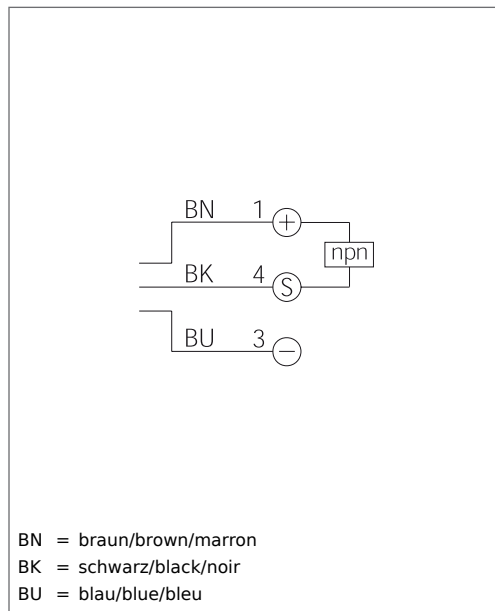 BN 1 +
npn
BK 4 S
BU 3 −
BN = braun/brown/marron
BK = schwarz/black/noir
BU = blau/blue/bleu